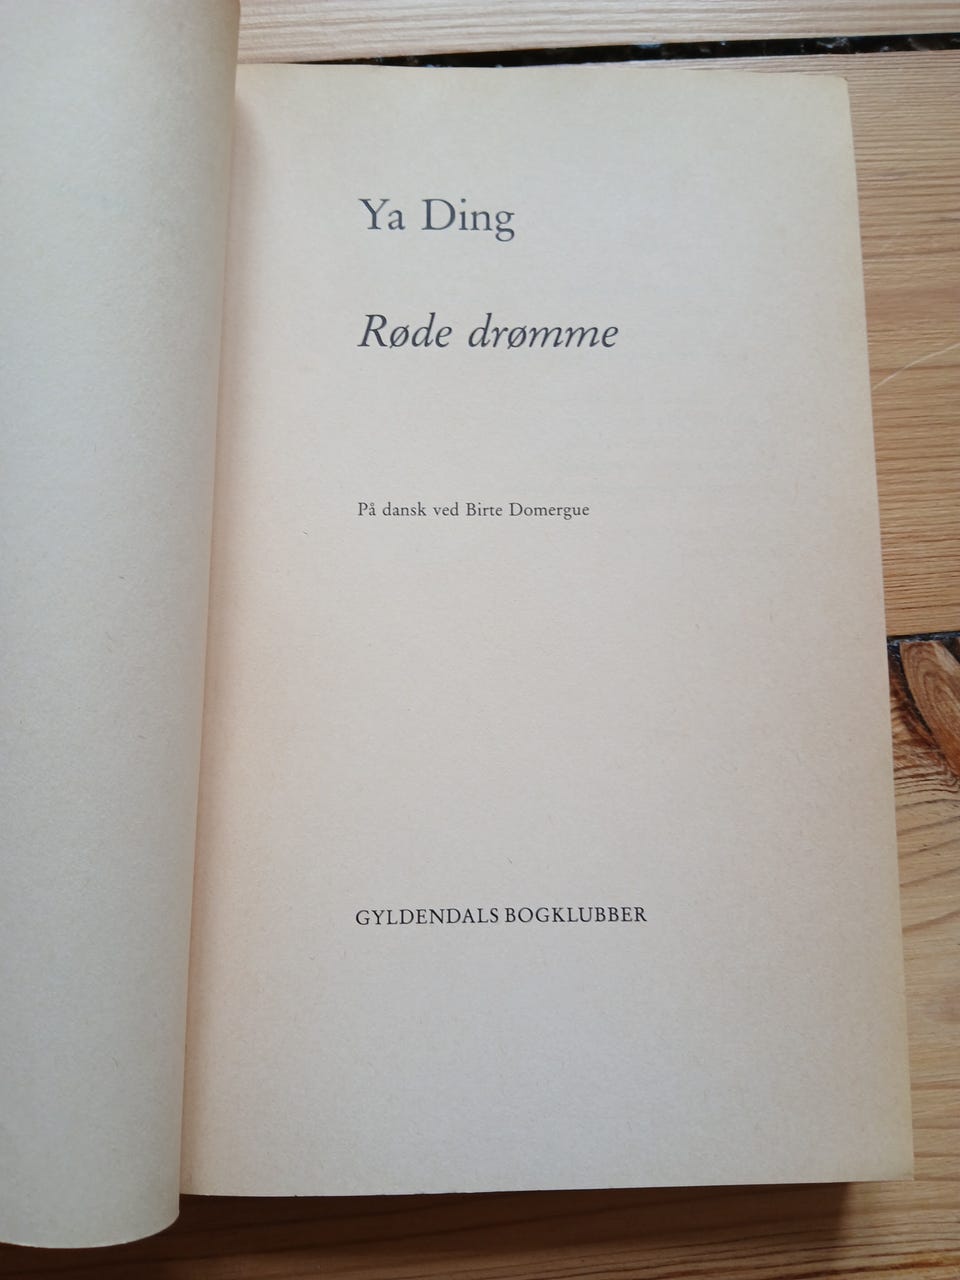 Ya Ding
Røde drømme
På dansk ved Birte Domergue
GYLDENDALS BOGKLUBBER